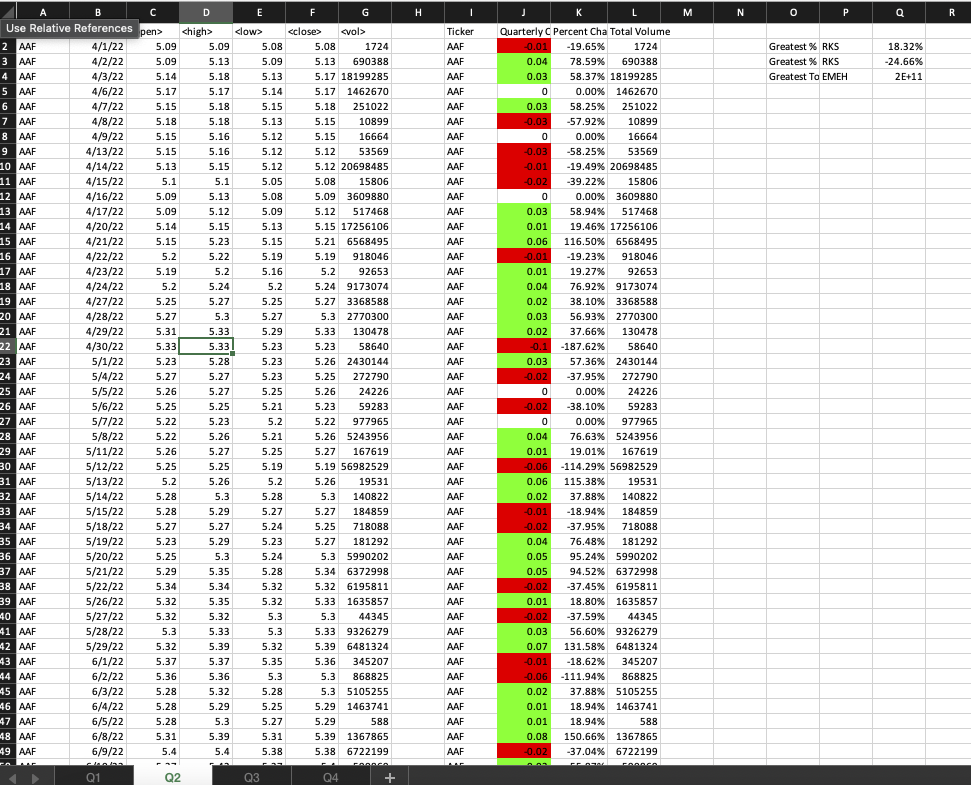 A B C D E F G H I J K L M N O P Q R
Use Relative References pen> <high> <low> <close> <vol> Ticker Quarterly C Percent Cha Total Volume
2 AAF 4/1/22 5.09 5.09 5.08 5.08 1724 AAF -0.01 -19.65% 1724 Greatest % RKS 18.32%
3 AAF 4/2/22 5.09 5.13 5.09 5.13 690388 AAF 0.04 78.59% 690388 Greatest % RKS -24.66%
4 AAF 4/3/22 5.14 5.18 5.13 5.17 18199285 AAF 0.03 58.37% 18199285 Greatest To EMEH 2E+11
5 AAF 4/6/22 5.17 5.17 5.14 5.17 1462670 AAF 0 0.00% 1462670
6 AAF 4/7/22 5.15 5.18 5.15 5.18 251022 AAF 0.03 58.25% 251022
7 AAF 4/8/22 5.18 5.18 5.13 5.15 10899 AAF -0.03 -57.92% 10899
8 AAF 4/9/22 5.15 5.16 5.12 5.15 16664 AAF 0 0.00% 16664
9 AAF 4/13/22 5.15 5.16 5.12 5.12 53569 AAF -0.03 -58.25% 53569
10 AAF 4/14/22 5.13 5.15 5.12 5.12 20698485 AAF -0.01 -19.49% 20698485
11 AAF 4/15/22 5.1 5.1 5.05 5.08 15806 AAF -0.02 -39.22% 15806
12 AAF 4/16/22 5.09 5.13 5.08 5.09 3609880 AAF 0 0.00% 3609880
13 AAF 4/17/22 5.09 5.12 5.09 5.12 517468 AAF 0.03 58.94% 517468
14 AAF 4/20/22 5.14 5.15 5.13 5.15 17256106 AAF 0.01 19.46% 17256106
15 AAF 4/21/22 5.15 5.23 5.15 5.21 6568495 AAF 0.06 116.50% 6568495
16 AAF 4/22/22 5.2 5.22 5.19 5.19 918046 AAF -0.01 -19.23% 918046
17 AAF 4/23/22 5.19 5.2 5.16 5.2 92653 AAF 0.01 19.27% 92653
18 AAF 4/24/22 5.2 5.24 5.2 5.24 9173074 AAF 0.04 76.92% 9173074
19 AAF 4/27/22 5.25 5.27 5.25 5.27 3368588 AAF 0.02 38.10% 3368588
20 AAF 4/28/22 5.27 5.3 5.27 5.3 2770300 AAF 0.03 56.93% 2770300
21 AAF 4/29/22 5.31 5.33 5.29 5.33 130478 AAF 0.02 37.66% 130478
22 AAF 4/30/22 5.33 5.33 5.23 5.23 58640 AAF -0.1 -187.62% 58640
23 AAF 5/1/22 5.23 5.28 5.23 5.26 2430144 AAF 0.03 57.36% 2430144
24 AAF 5/4/22 5.27 5.27 5.23 5.25 272790 AAF -0.02 -37.95% 272790
25 AAF 5/5/22 5.26 5.27 5.25 5.26 24226 AAF 0 0.00% 24226
26 AAF 5/6/22 5.25 5.25 5.21 5.23 59283 AAF -0.02 -38.10% 59283
27 AAF 5/7/22 5.22 5.23 5.2 5.22 977965 AAF 0 0.00% 977965
28 AAF 5/8/22 5.22 5.26 5.21 5.26 5243956 AAF 0.04 76.63% 5243956
29 AAF 5/11/22 5.26 5.27 5.25 5.27 167619 AAF 0.01 19.01% 167619
30 AAF 5/12/22 5.25 5.25 5.19 5.19 56982529 AAF -0.06 -114.29% 56982529
31 AAF 5/13/22 5.2 5.26 5.2 5.26 19531 AAF 0.06 115.38% 19531
32 AAF 5/14/22 5.28 5.3 5.28 5.3 140822 AAF 0.02 37.88% 140822
33 AAF 5/15/22 5.28 5.29 5.27 5.27 184859 AAF -0.01 -18.94% 184859
34 AAF 5/18/22 5.27 5.27 5.24 5.25 718088 AAF -0.02 -37.95% 718088
35 AAF 5/19/22 5.23 5.29 5.23 5.27 181292 AAF 0.04 76.48% 181292
36 AAF 5/20/22 5.25 5.3 5.24 5.3 5990202 AAF 0.05 95.24% 5990202
37 AAF 5/21/22 5.29 5.35 5.28 5.34 6372998 AAF 0.05 94.52% 6372998
38 AAF 5/22/22 5.34 5.34 5.32 5.32 6195811 AAF -0.02 -37.45% 6195811
39 AAF 5/26/22 5.32 5.35 5.32 5.33 1635857 AAF 0.01 18.80% 1635857
40 AAF 5/27/22 5.32 5.32 5.3 5.3 44345 AAF -0.02 -37.59% 44345
41 AAF 5/28/22 5.3 5.33 5.3 5.33 9326279 AAF 0.03 56.60% 9326279
42 AAF 5/29/22 5.32 5.39 5.32 5.39 6481324 AAF 0.07 131.58% 6481324
43 AAF 6/1/22 5.37 5.37 5.35 5.36 345207 AAF -0.01 -18.62% 345207
44 AAF 6/2/22 5.36 5.36 5.3 5.3 868825 AAF -0.06 -111.94% 868825
45 AAF 6/3/22 5.28 5.32 5.28 5.3 5105255 AAF 0.02 37.88% 5105255
46 AAF 6/4/22 5.28 5.29 5.25 5.29 1463741 AAF 0.01 18.94% 1463741
47 AAF 6/5/22 5.28 5.3 5.27 5.29 588 AAF 0.01 18.94% 588
48 AAF 6/8/22 5.31 5.39 5.31 5.39 1367865 AAF 0.08 150.66% 1367865
49 AAF 6/9/22 5.4 5.4 5.38 5.38 6722199 AAF -0.02 -37.04% 6722199
Q1 Q2 Q3 Q4 +